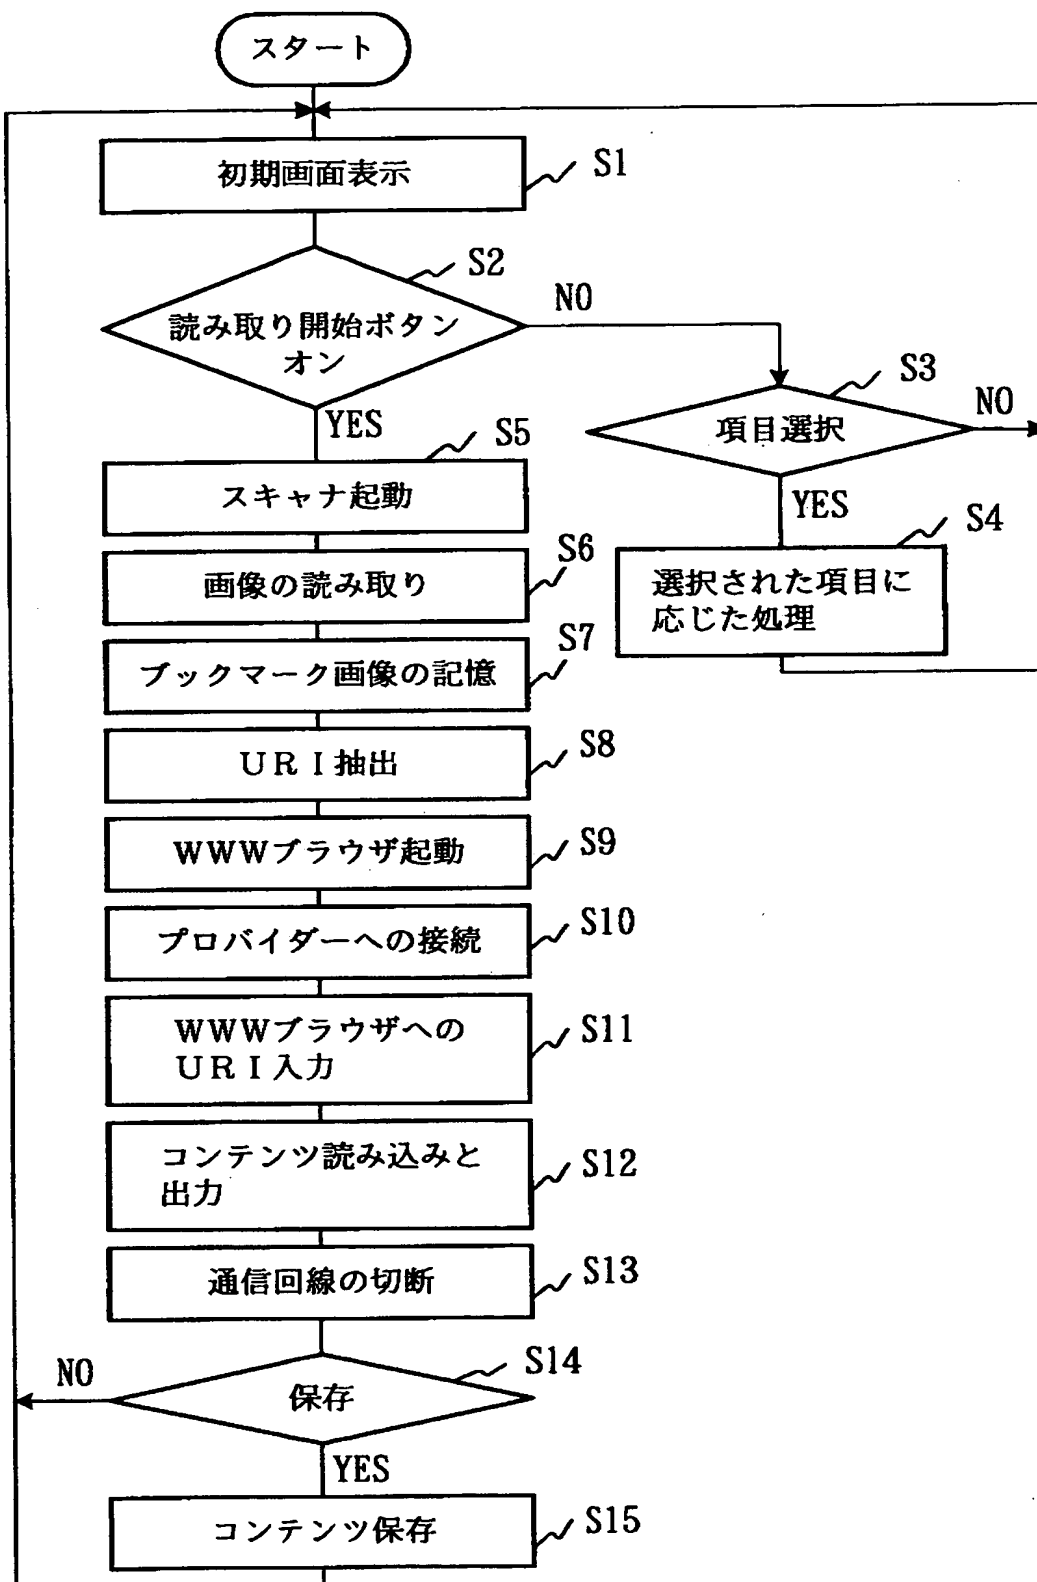 スタート
初期画面表示
S1
S2
読み取り開始ボタン
オン
NO
YES
S3
項目選択
NO
YES
S4
選択された項目に
応じた処理
S5
スキャナ起動
S6
画像の読み取り
S7
ブックマーク画像の記憶
S8
URI抽出
S9
WWWブラウザ起動
S10
プロバイダーへの接続
S11
WWWブラウザへの
URI入力
S12
コンテンツ読み込みと
出力
S13
通信回線の切断
S14
保存
NO
YES
S15
コンテンツ保存